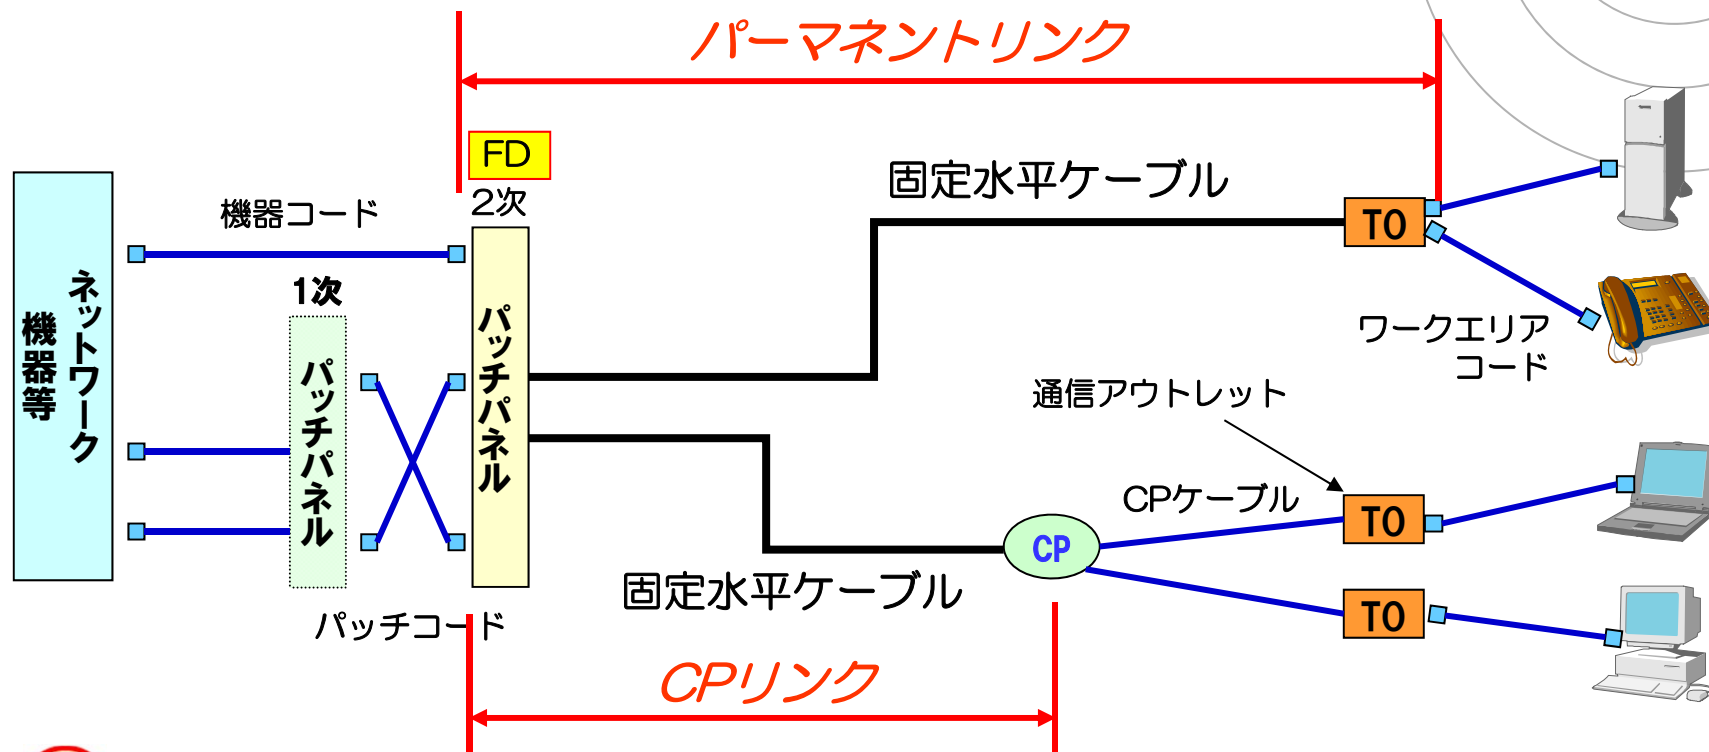 パーマネントリンク
FD
2次
固定水平ケーブル
機器コード
TO
1次
ネットワーク
機器等
パッチパネル
パッチパネル
ワークエリア
コード
通信アウトレット
CPケーブル
TO
CP
固定水平ケーブル
TO
パッチコード
CPリンク